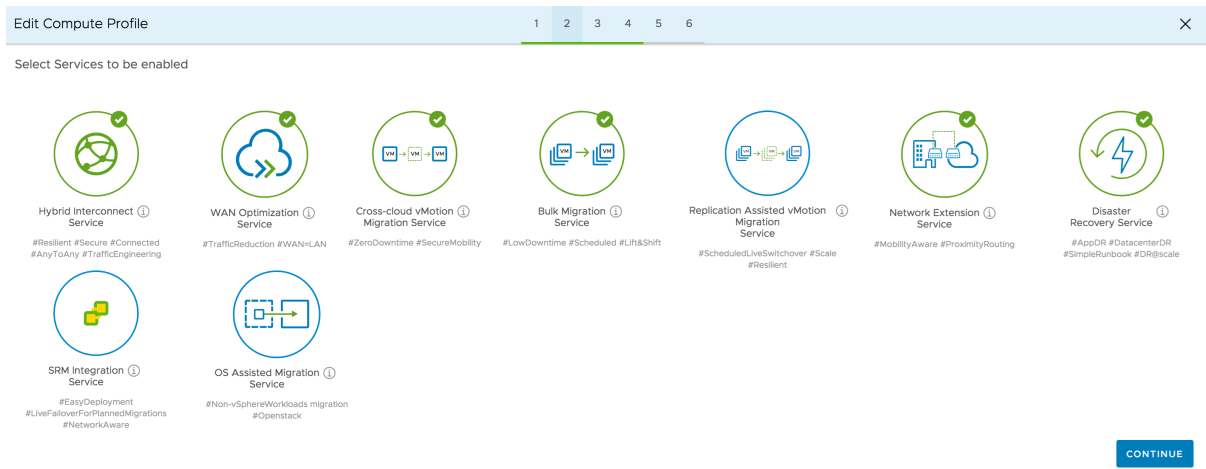 Edit Compute Profile
1 2 3 4 5 6
Select Services to be enabled
VM VM VM
VM VM
VM VM VM
Hybrid Interconnect
Service
#Resilient #Secure #Connected
#AnyToAny #TrafficEngineering
WAN Optimization
Service
#TrafficReduction #WAN=LAN
Cross-cloud vMotion
Migration Service
#ZeroDowntime #SecureMobility
Bulk Migration
Service
#LowDowntime #Scheduled #Lift&Shift
Replication Assisted vMotion
Migration
Service
#ScheduledLiveSwitchover #Scale
#Resilient
Network Extension
Service
#MobilityAware #ProximityRouting
Disaster
Recovery Service
#AppDR #DatacenterDR
#SimpleRunbook #DR@scale
SRM Integration
Service
#EasyDeployment
#LiveFailoverForPlannedMigrations
#NetworkAware
OS Assisted Migration
Service
#Non-vSphereWorkloads migration
#Openstack
CONTINUE